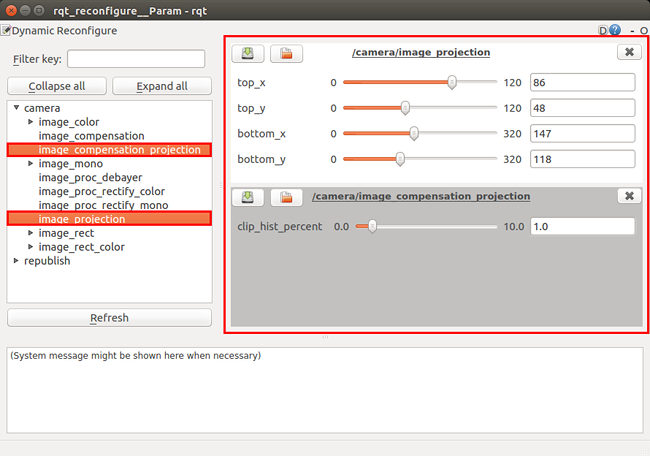 rqt_reconfigure__Param - rqt
Dynamic Reconfigure
D ? - O
Filter key:
Collapse all Expand all
camera
image_color
image_compensation
image_compensation_projection
image_mono
image_proc_debayer
image_proc_rectify_color
image_proc_rectify_mono
image_projection
image_rect
image_rect_color
republish
Refresh
/camera/image_projection
top_x 0 120 86
top_y 0 120 48
bottom_x 0 320 147
bottom_y 0 320 118
/camera/image_compensation_projection
clip_hist_percent 0.0 10.0 1.0
(System message might be shown here when necessary)